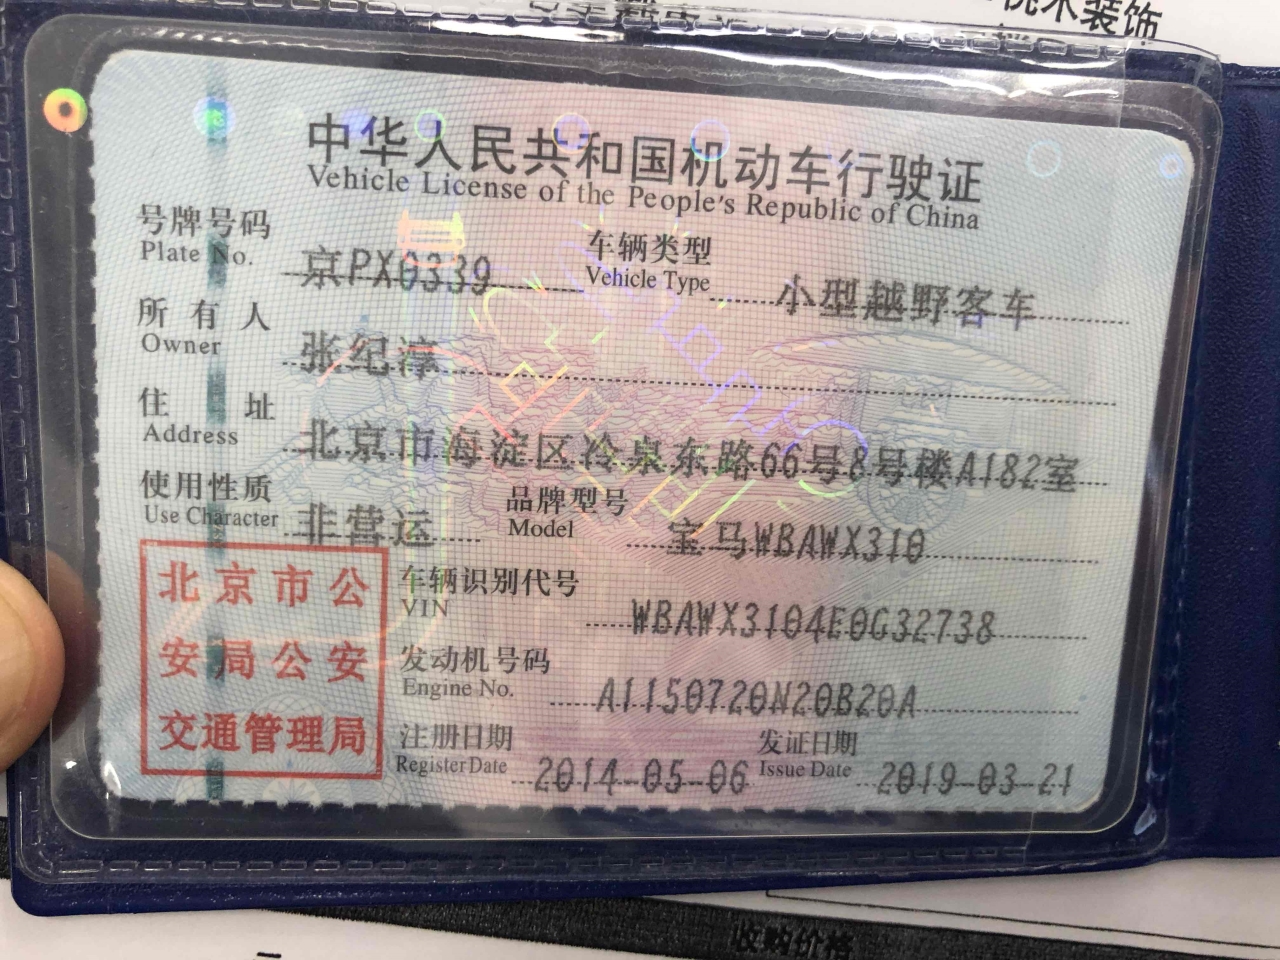 装饰
中华人民共和国机动车行驶证
Vehicle License of the People's Republic of China
号牌号码 京PX0339 车辆类型 小型越野客车
Plate No. Vehicle Type
所有人 张纪淳
Owner
住址 北京市海淀区冷泉东路66号8号楼A182室
Address
使用性质 非营运 品牌型号 宝马WBAWX310
Use Character Model
北京市公
安局公安
交通管理局
车辆识别代号 WBAWX3104E0G32738
VIN
发动机号码 A1150720N20B20A
Engine No.
注册日期 2014-05-06 发证日期 2019-03-21
Register Date Issue Date
收购价格